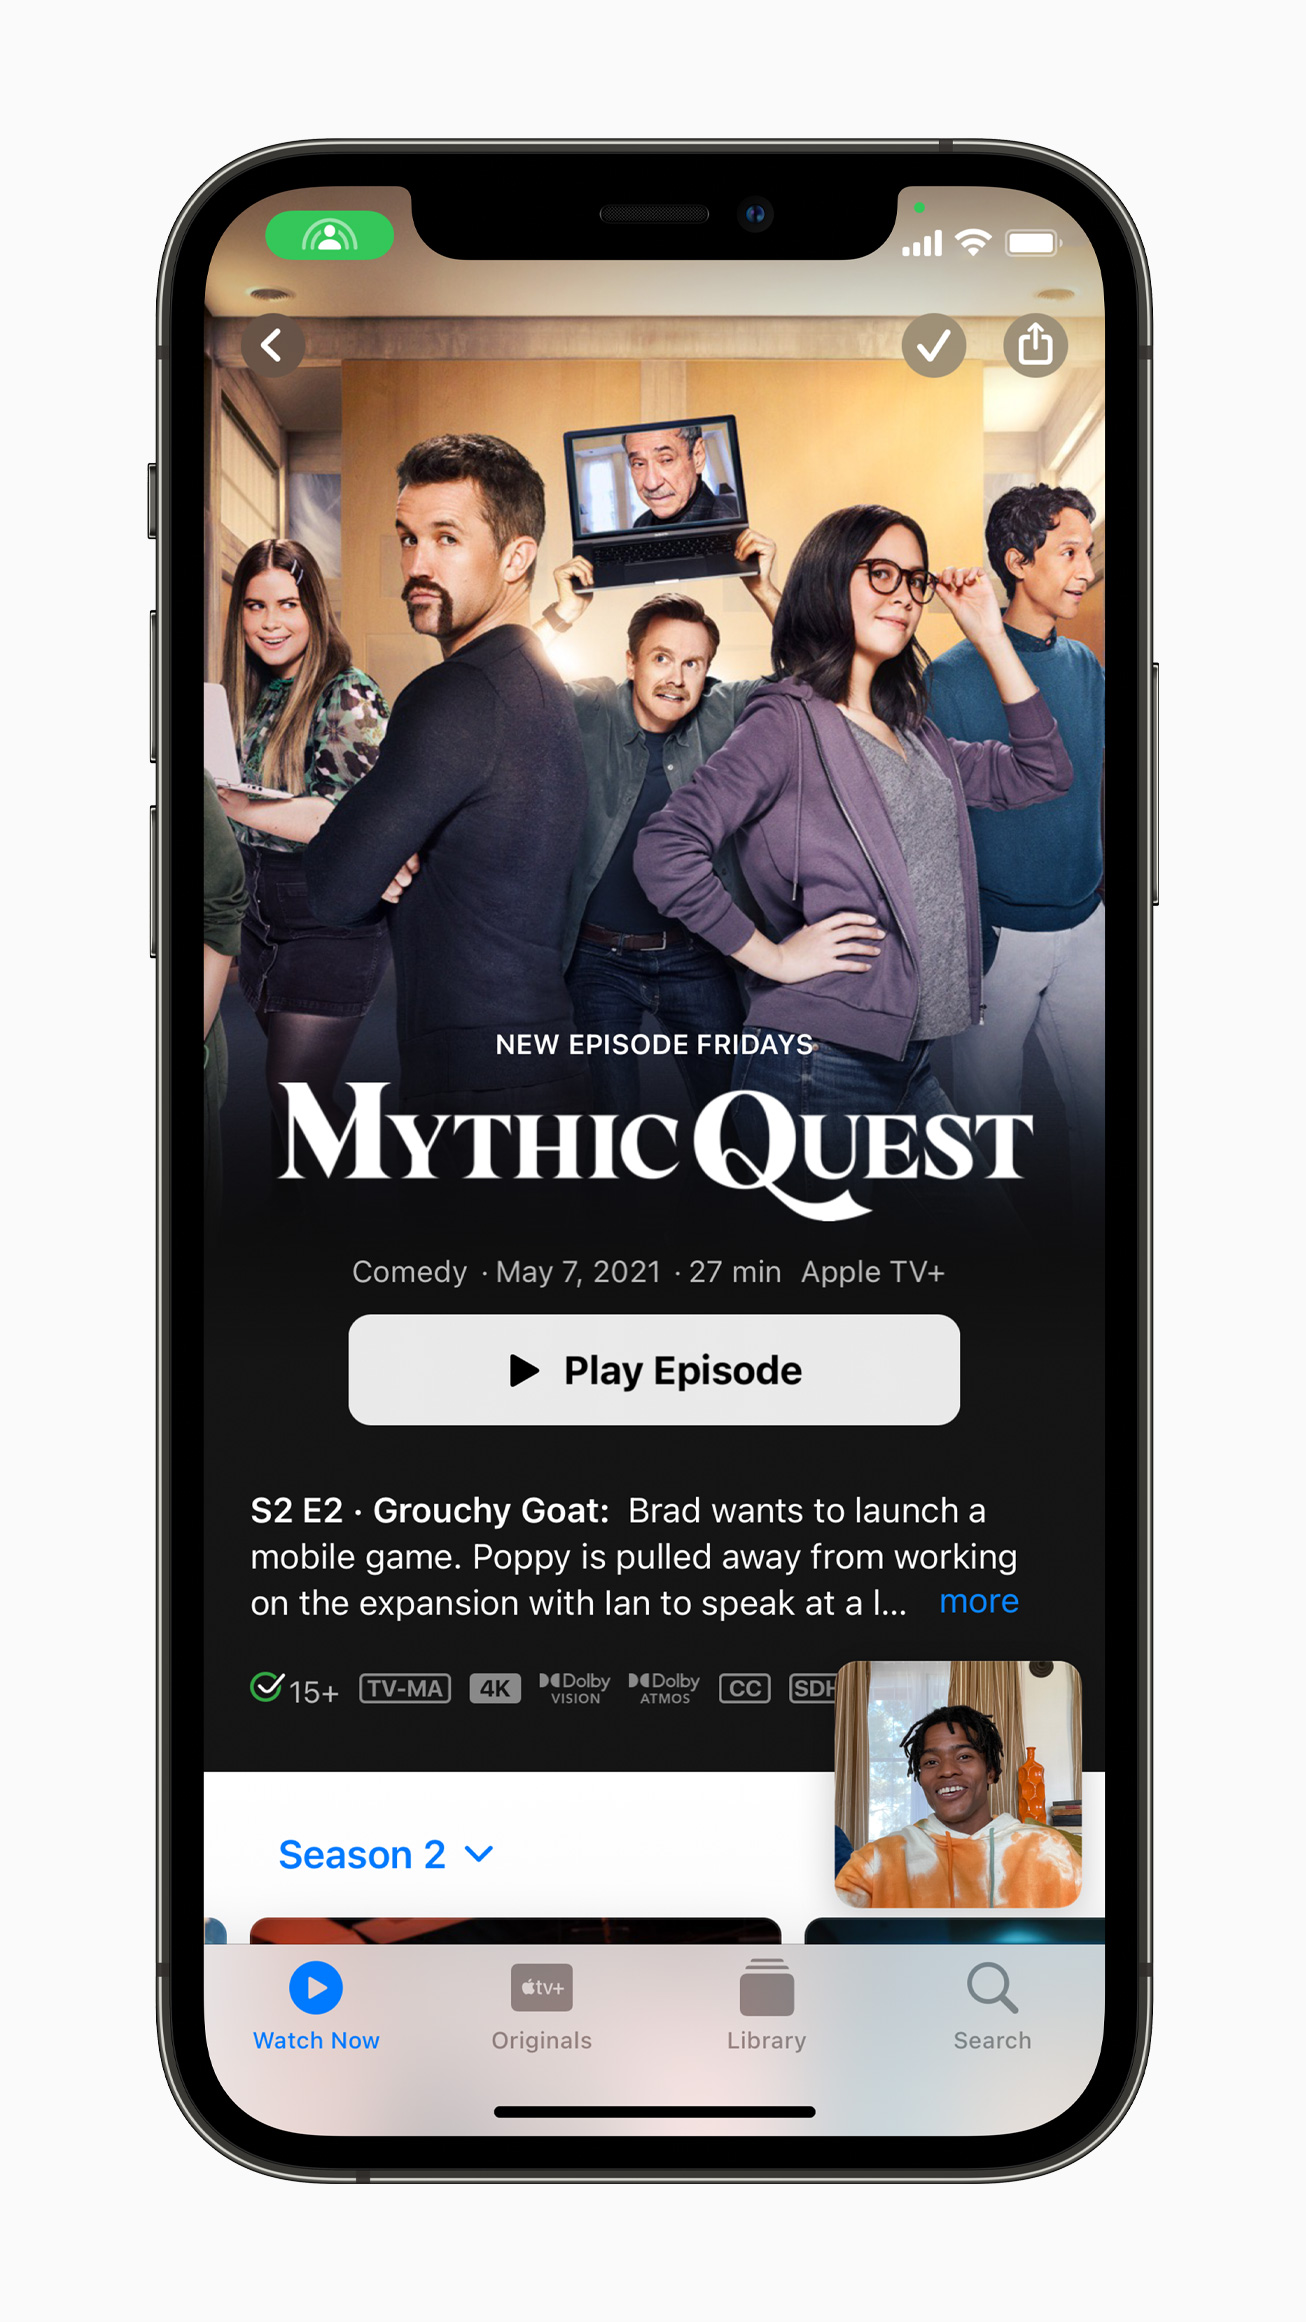 NEW EPISODE FRIDAYS
MYTHIC QUEST
Comedy · May 7, 2021 · 27 min Apple TV+
Play Episode
S2 E2 · Grouchy Goat: Brad wants to launch a
mobile game. Poppy is pulled away from working
on the expansion with Ian to speak at a l... more
15+ TV-MA 4K Dolby VISION Dolby ATMOS CC SDH
Season 2
tv+
Watch Now Originals Library Search